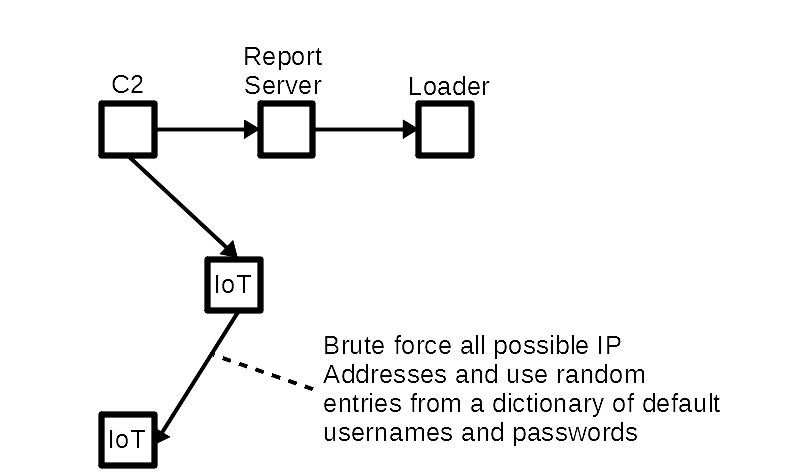 Report
Server
C2
Loader
IoT
Brute force all possible IP
Addresses and use random
entries from a dictionary of default
usernames and passwords
IoT